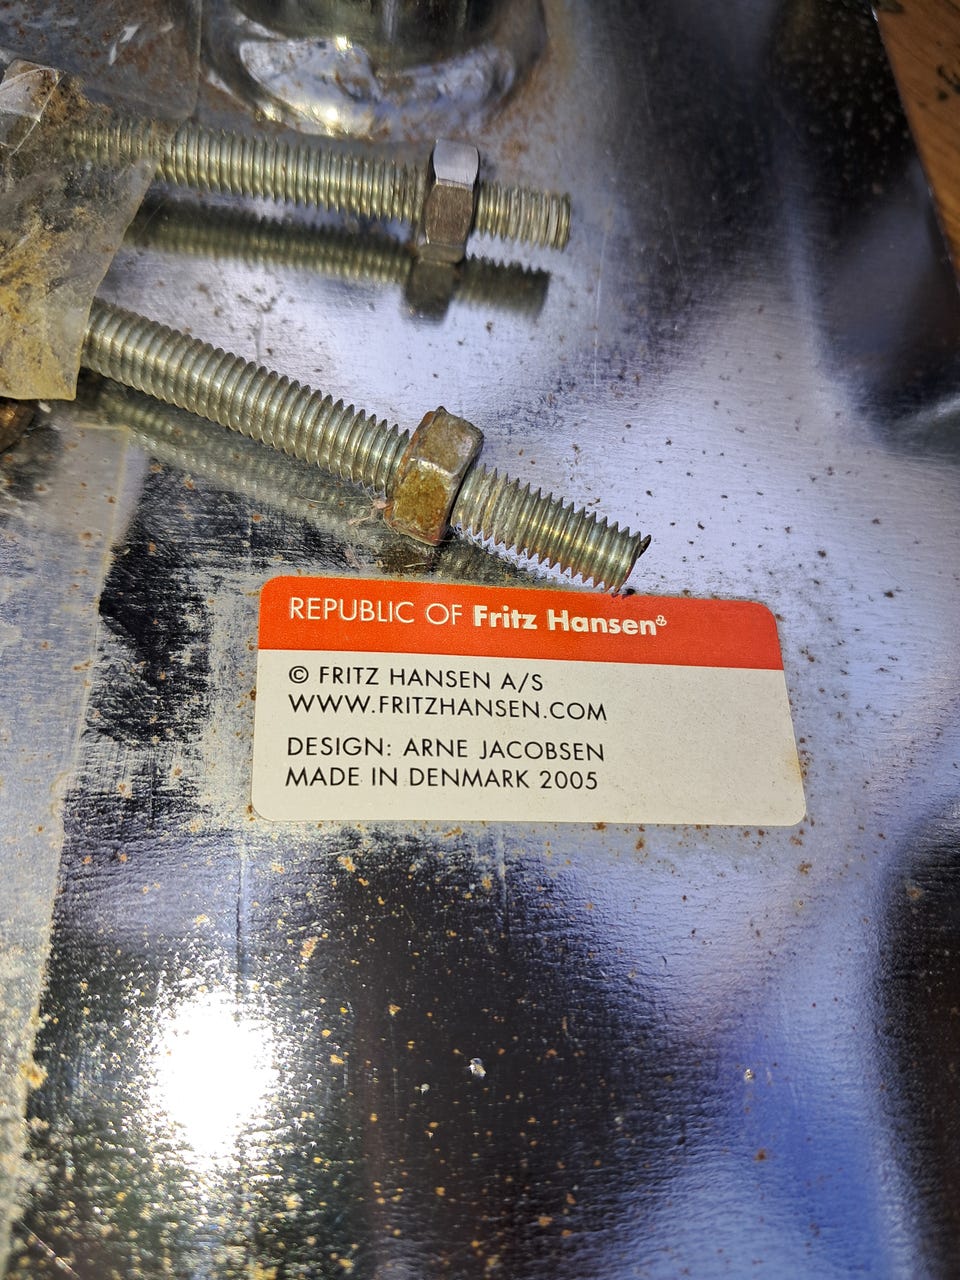 REPUBLIC OF Fritz Hansen®
© FRITZ HANSEN A/S
WWW.FRITZHANSEN.COM
DESIGN: ARNE JACOBSEN
MADE IN DENMARK 2005